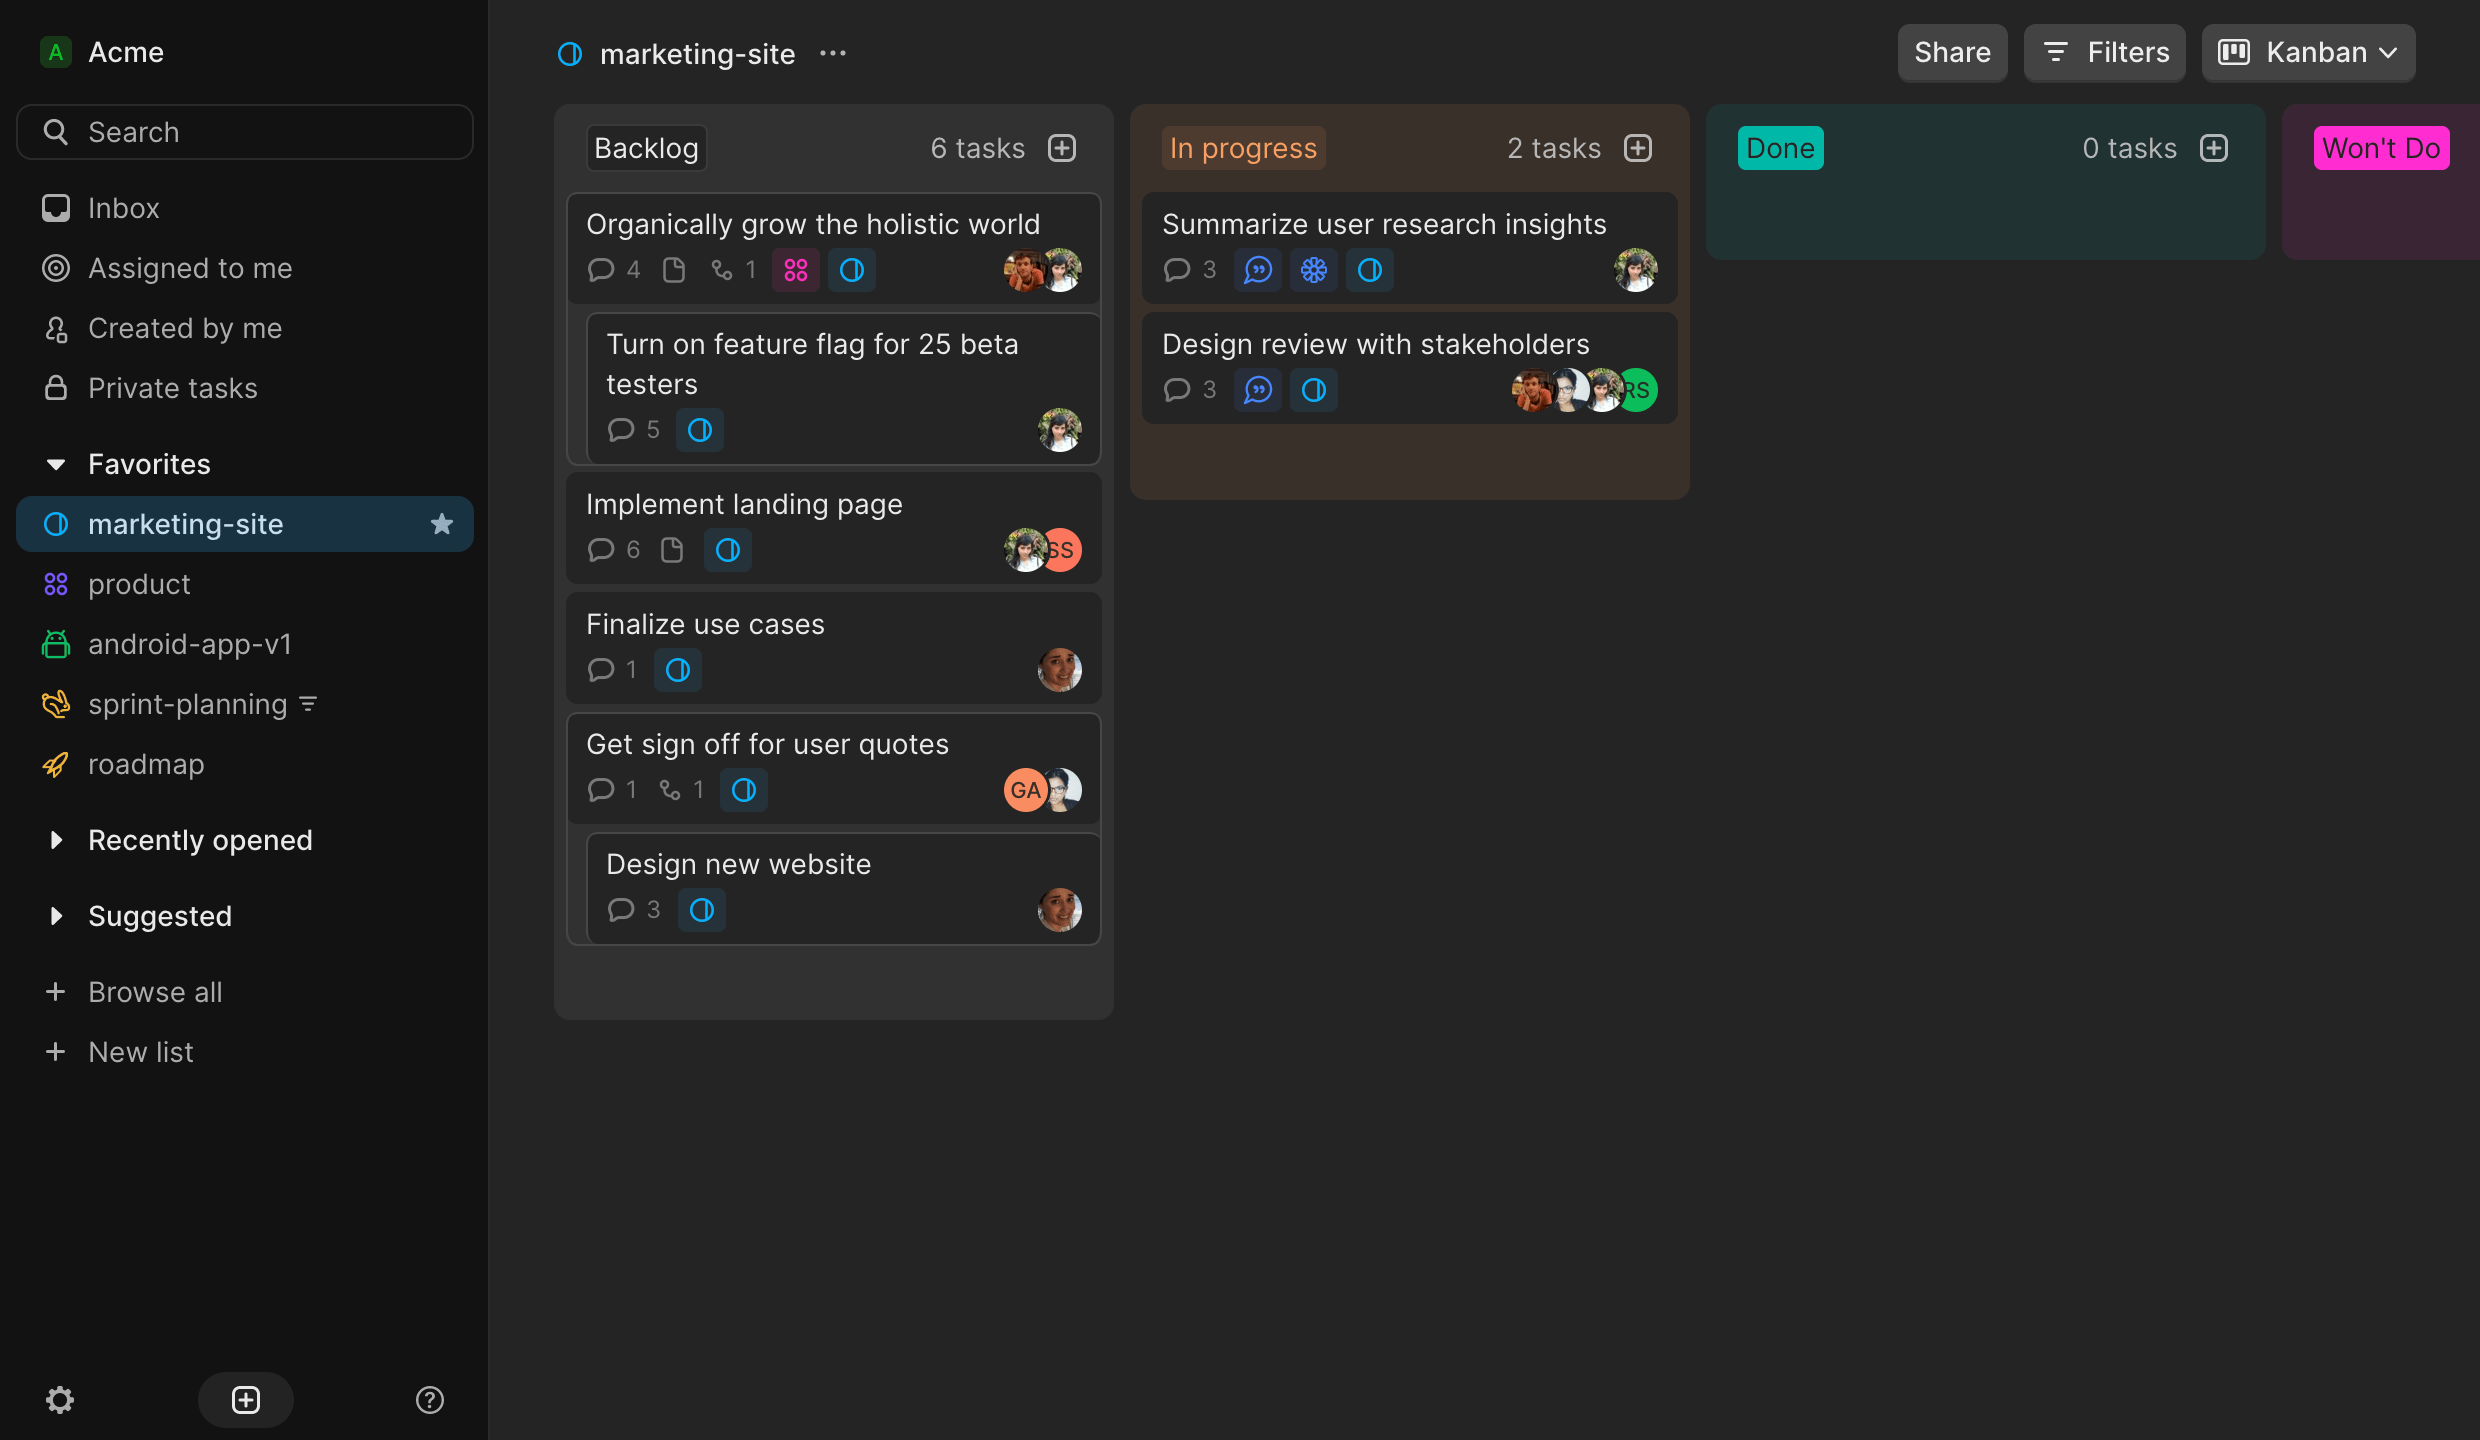 A Acme
Search
Inbox
Assigned to me
Created by me
Private tasks
Favorites
marketing-site
product
android-app-v1
sprint-planning
roadmap
Recently opened
Suggested
Browse all
New list
marketing-site
Share
Filters
Kanban
Backlog
6 tasks
Organically grow the holistic world
4
1
Turn on feature flag for 25 beta
testers
5
Implement landing page
6
SS
Finalize use cases
1
Get sign off for user quotes
1
1
GA
Design new website
3
In progress
2 tasks
Summarize user research insights
3
Design review with stakeholders
3
RS
Done
0 tasks
Won't Do